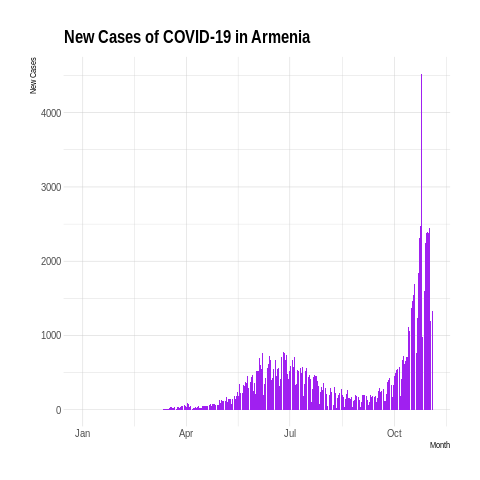 New Cases of COVID-19 in Armenia
New Cases
4000
3000
2000
1000
0
Jan
Apr
Jul
Oct
Month